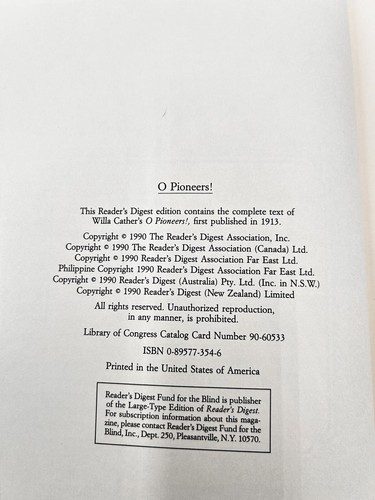 O Pioneers!
This Reader's Digest edition contains the complete text of
Willa Cather's O Pioneers!, first published in 1913.
Copyright © 1990 The Reader's Digest Association, Inc.
Copyright © 1990 The Reader's Digest Association (Canada) Ltd.
Copyright © 1990 Reader's Digest Association Far East Ltd.
Philippine Copyright 1990 Reader's Digest Association Far East Ltd.
Copyright © 1990 Reader's Digest (Australia) Pty. Ltd. (Inc. in N.S.W.)
Copyright © 1990 Reader's Digest (New Zealand) Limited
All rights reserved. Unauthorized reproduction,
in any manner, is prohibited.
Library of Congress Catalog Card Number 90-60533
ISBN 0-89577-354-6
Printed in the United States of America
Reader's Digest Fund for the Blind is publisher
of the Large-Type Edition of Reader's Digest.
For subscription information about this maga-
zine, please contact Reader's Digest Fund for the
Blind, Inc., Dept. 250, Pleasantville, N.Y. 10570.